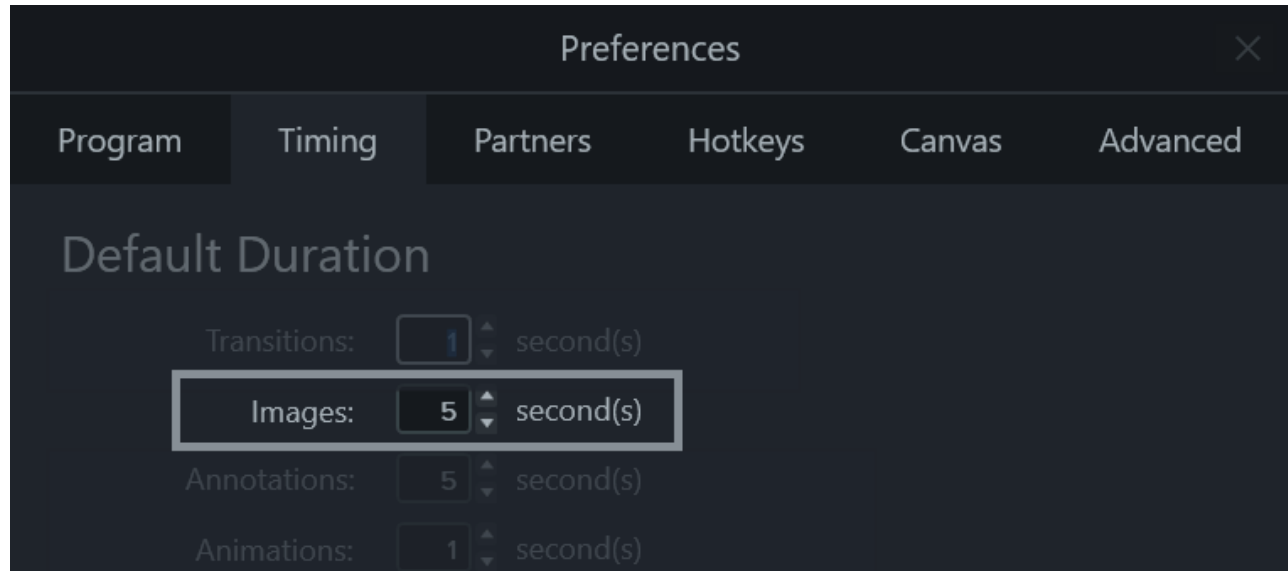 Preferences
Program Timing Partners Hotkeys Canvas Advanced
Default Duration
Transitions: 1 second(s)
Images: 5 second(s)
Annotations: 5 second(s)
Animations: 1 second(s)